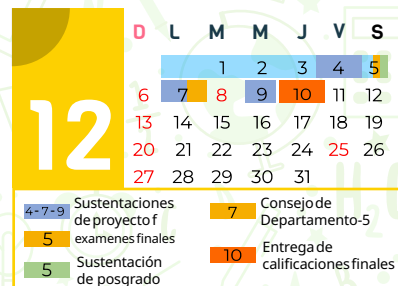 12
D L M M J V S
1 2 3 4 5
6 7 8 9 10 11 12
13 14 15 16 17 18 19
20 21 22 23 24 25 26
27 28 29 30 31
4-7-9 Sustentaciones
de proyecto f
5 examenes finales
5 Sustentación
de posgrado
7 Consejo de
Departamento-5
10 Entrega de
calificaciones finales